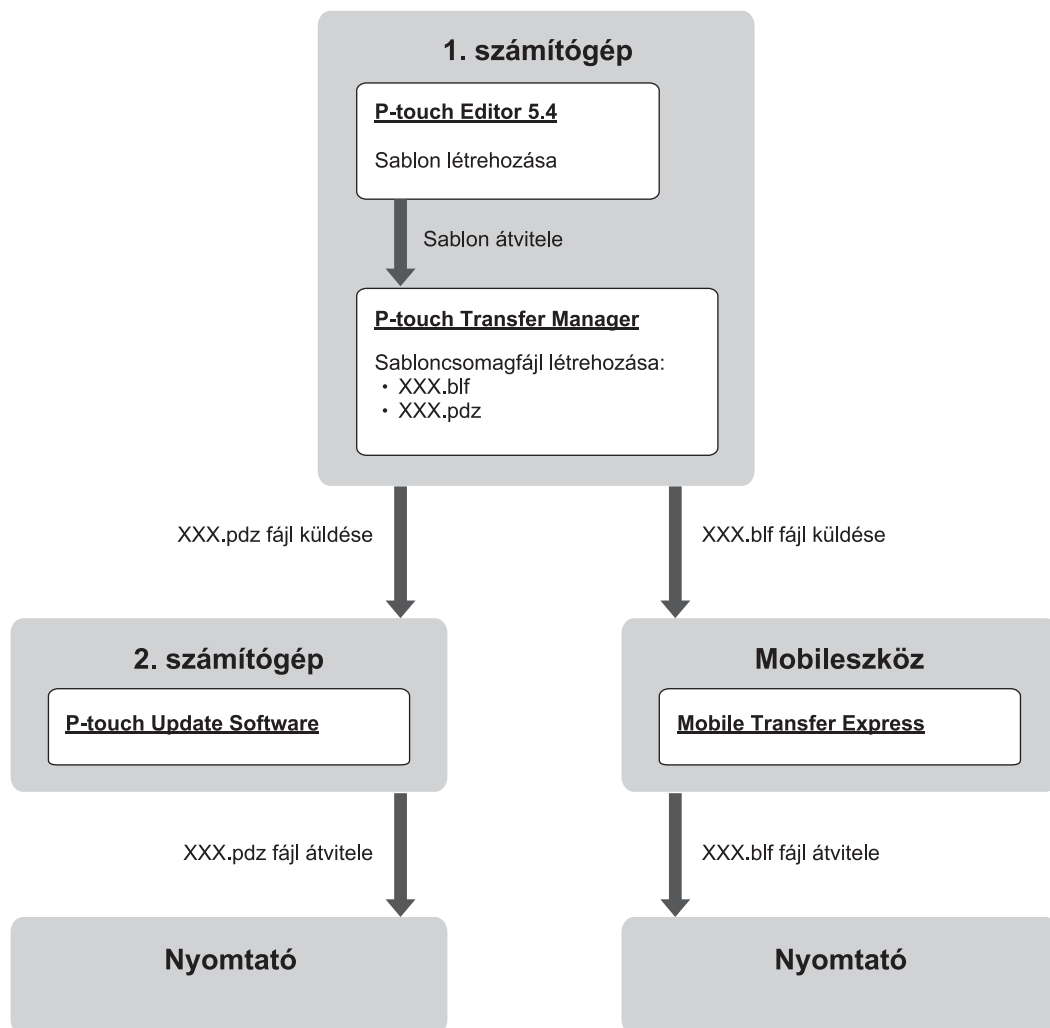 1. számítógép
P-touch Editor 5.4
Sablon létrehozása
Sablon átvitele
P-touch Transfer Manager
Sabloncsomagfájl létrehozása:
• XXX.blf
• XXX.pdz
XXX.pdz fájl küldése
XXX.blf fájl küldése
2. számítógép
P-touch Update Software
Mobileszköz
Mobile Transfer Express
XXX.pdz fájl átvitele
XXX.blf fájl átvitele
Nyomtató
Nyomtató